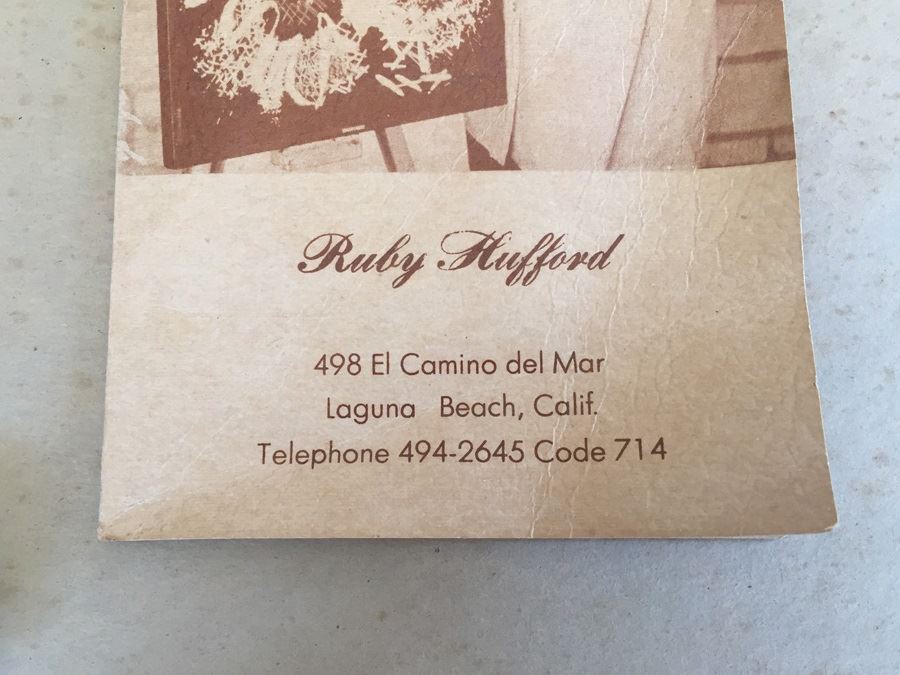 Ruby Hufford
498 El Camino del Mar
Laguna Beach, Calif.
Telephone 494-2645 Code 714